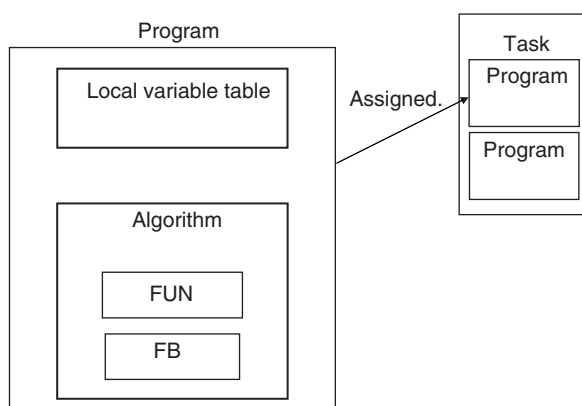 Program
Local variable table
Algorithm
FUN
FB
Assigned.
Task
Program
Program